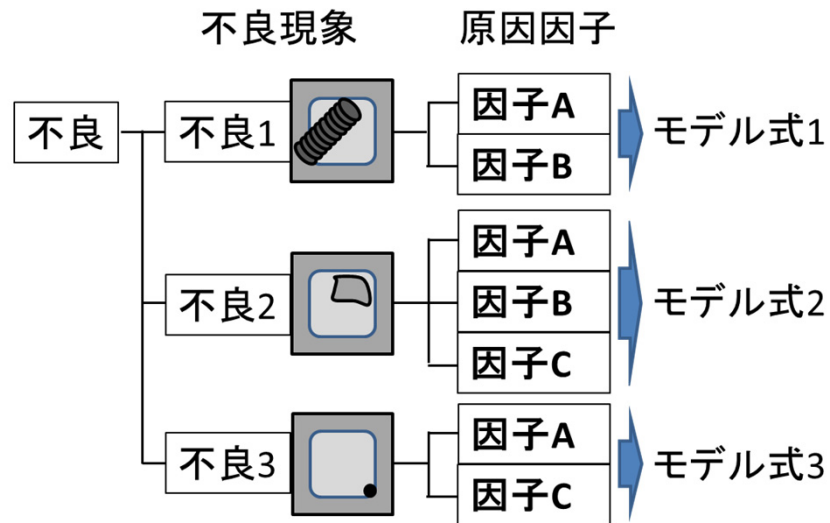 不良現象
原因因子
不良
不良1
因子A
因子B
モデル式1
不良2
因子A
因子B
因子C
モデル式2
不良3
因子A
因子C
モデル式3